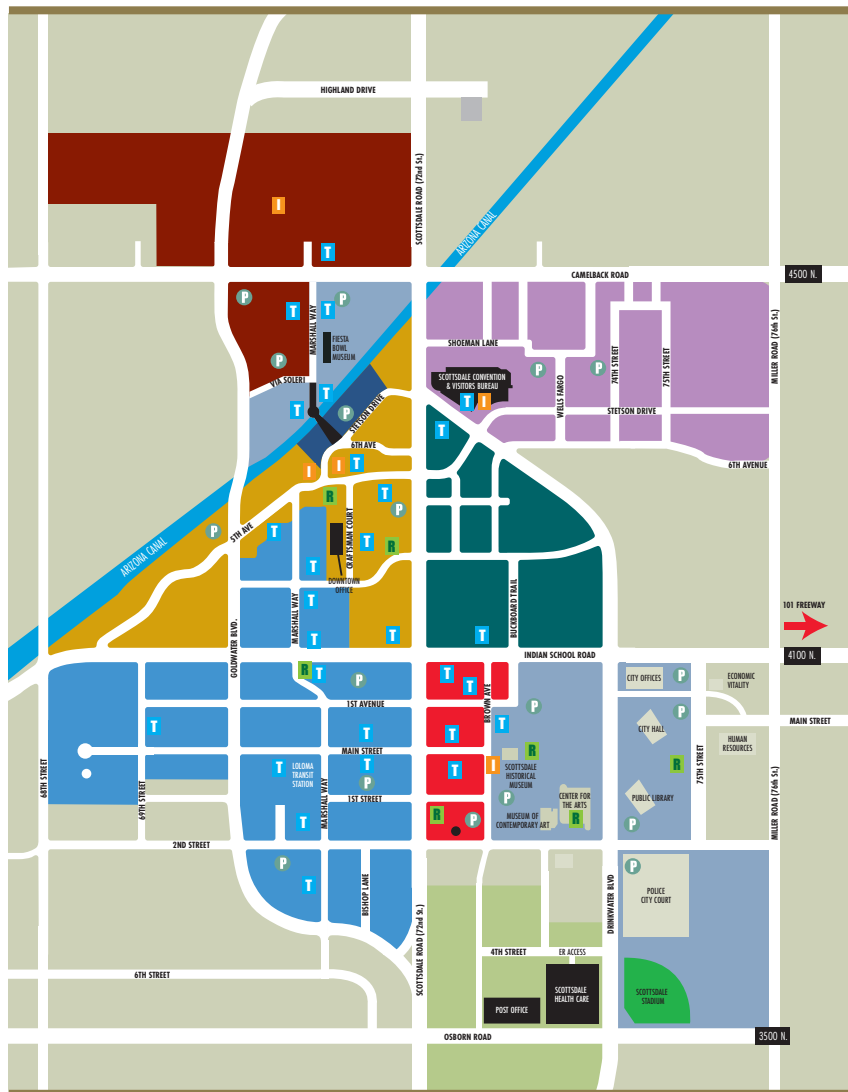 HIGHLAND DRIVE
SCOTTSDALE ROAD (72nd St.)
ARIZONA CANAL
I
T
CAMELBACK ROAD
4500 N.
P
T
T
P
MARSHALL WAY
FIESTA
BOWL
MUSEUM
P
VIA SOLERI
SHOEMAN LANE
MILLER ROAD (76th St.)
74TH STREET
75TH STREET
P
P
WELLS FARGO
SCOTTSDALE CONVENTION
& VISITORS BUREAU
T
I
T
T
P
STETSON DRIVE
STETSON DRIVE
T
6TH AVE
6TH AVENUE
I
I
T
R
T
P
P
T
5TH AVE
CRAFTSMAN COURT
T
R
ARIZONA CANAL
T
DOWNTOWN
OFFICE
T
MARSHALL WAY
BUCKBOARD TRAIL
101 FREEWAY
T
T
T
GOLDWATER BLVD.
INDIAN SCHOOL ROAD
4100 N.
R
T
P
T
T
CITY OFFICES
P
ECONOMIC
VITALITY
1ST AVENUE
BROWN AVE
P
P
T
T
T
T
CITY HALL
MAIN STREET
MAIN STREET
R
HUMAN
RESOURCES
68TH STREET
T
LOLOMA
TRANSIT
STATION
T
T
I
SCOTTSDALE
HISTORICAL
MUSEUM
R
75TH STREET
P
69TH STREET
MARSHALL WAY
1ST STREET
P
CENTER FOR
THE ARTS
PUBLIC LIBRARY
T
R
P
MUSEUM OF
CONTEMPORARY ART
R
P
MILLER ROAD (76th St.)
2ND STREET
P
T
BISHOP LANE
DRINKWATER BLVD
P
POLICE
CITY COURT
SCOTTSDALE ROAD (72nd St.)
4TH STREET
ER ACCESS
6TH STREET
SCOTTSDALE
HEALTH CARE
SCOTTSDALE
STADIUM
POST OFFICE
OSBORN ROAD
3500 N.